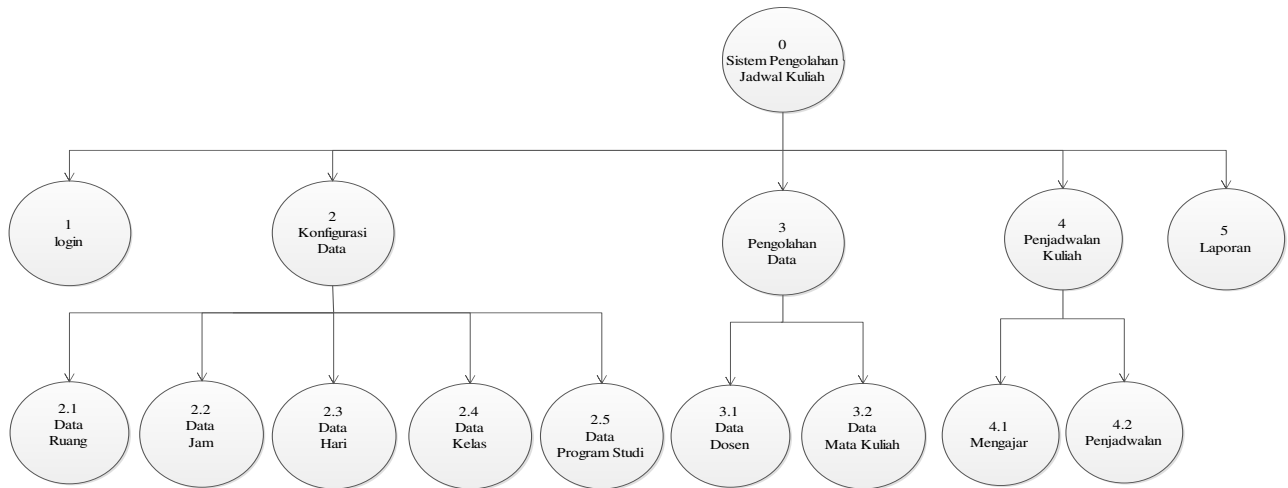 0
Sistem Pengolahan
Jadwal Kuliah
1
login
2
Konfigurasi
Data
3
Pengolahan
Data
4
Penjadwalan
Kuliah
5
Laporan
2.1
Data
Ruang
2.2
Data
Jam
2.3
Data
Hari
2.4
Data
Kelas
2.5
Data
Program Studi
3.1
Data
Dosen
3.2
Data
Mata Kuliah
4.1
Mengajar
4.2
Penjadwalan